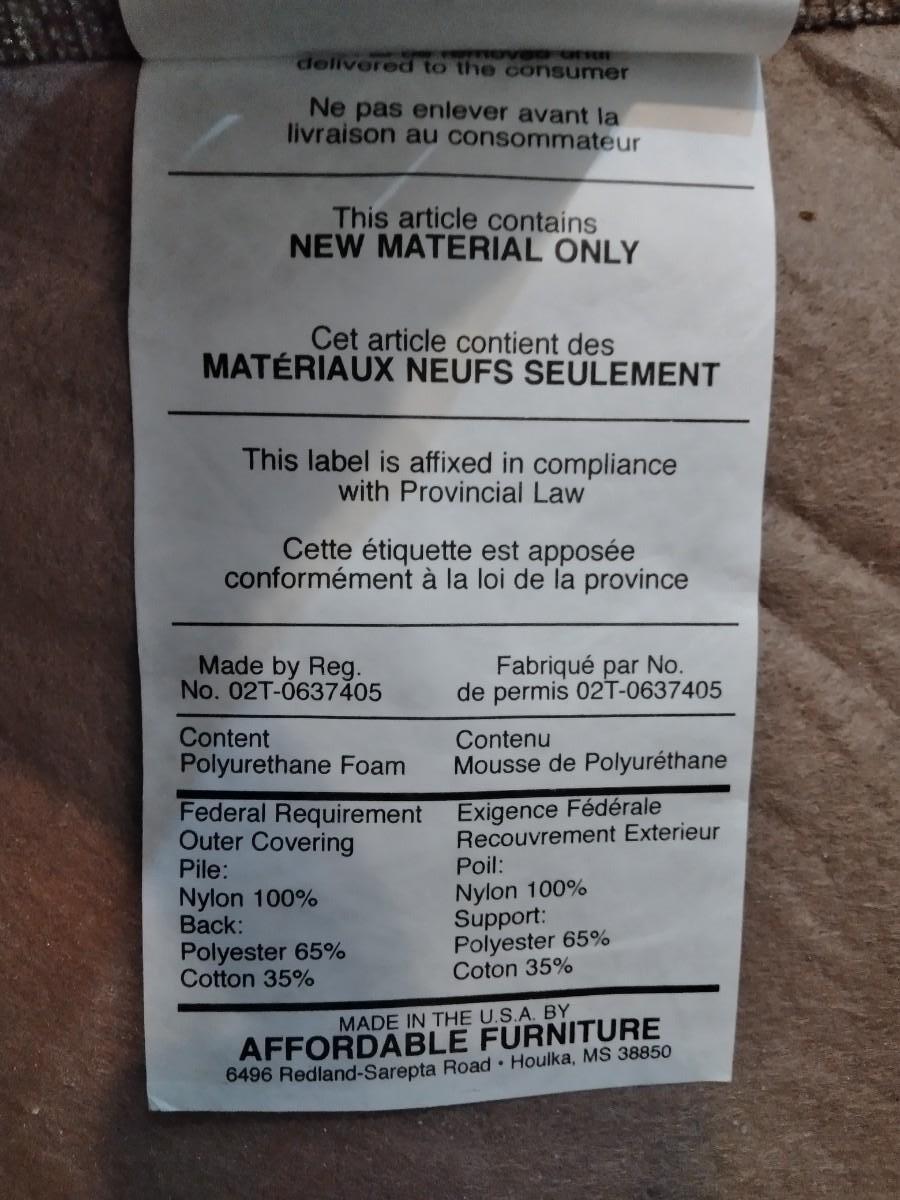 removed until
delivered to the consumer
Ne pas enlever avant la
livraison au consommateur
This article contains
NEW MATERIAL ONLY
Cet article contient des
MATÉRIAUX NEUFS SEULEMENT
This label is affixed in compliance
with Provincial Law
Cette étiquette est apposée
conformément à la loi de la province
Made by Reg.
No. 02T-0637405
Fabriqué par No.
de permis 02T-0637405
Content
Polyurethane Foam
Contenu
Mousse de Polyuréthane
Federal Requirement
Outer Covering
Pile:
Nylon 100%
Back:
Polyester 65%
Cotton 35%
Exigence Fédérale
Recouvrement Exterieur
Poil:
Nylon 100%
Support:
Polyester 65%
Coton 35%
MADE IN THE U.S.A. BY
AFFORDABLE FURNITURE
6496 Redland-Sarepta Road • Houlka, MS 38850